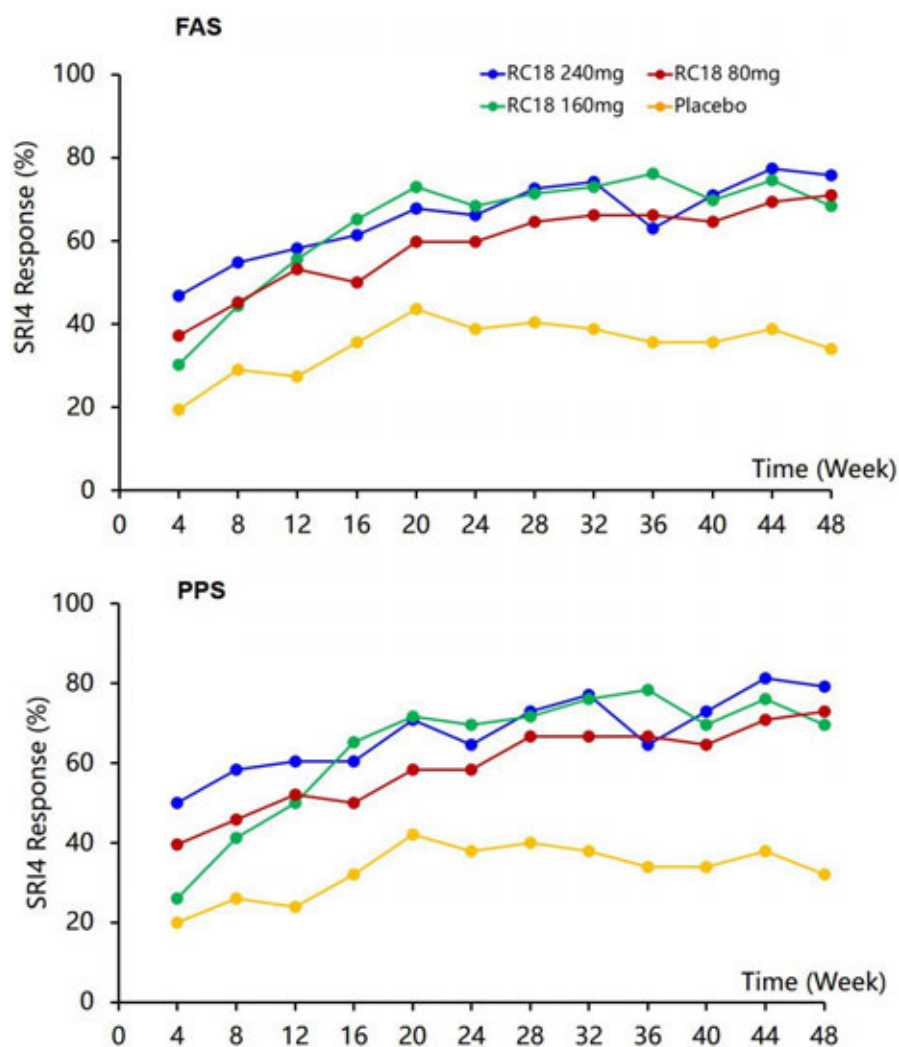 FAS
100
80
60
40
20
0
SRI4 Response (%)
RC18 240mg RC18 80mg
RC18 160mg Placebo
Time (Week)
0 4 8 12 16 20 24 28 32 36 40 44 48
PPS
100
80
60
40
20
0
SRI4 Response (%)
Time (Week)
0 4 8 12 16 20 24 28 32 36 40 44 48